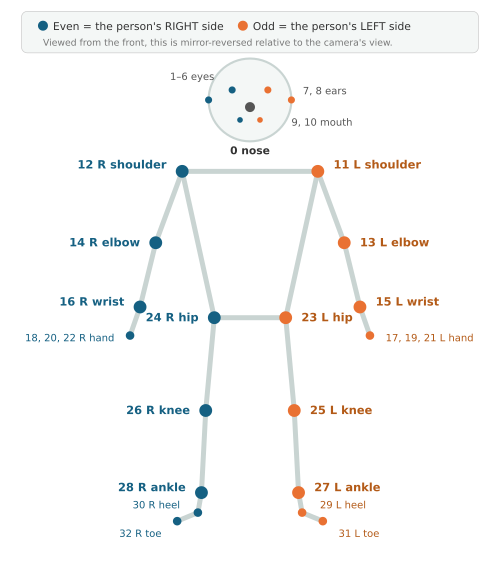 Even = the person's RIGHT side
Odd = the person's LEFT side
Viewed from the front, this is mirror-reversed relative to the camera's view.
1–6 eyes
7, 8 ears
9, 10 mouth
0 nose
12 R shoulder
11 L shoulder
14 R elbow
13 L elbow
16 R wrist
15 L wrist
24 R hip
23 L hip
18, 20, 22 R hand
17, 19, 21 L hand
26 R knee
25 L knee
28 R ankle
27 L ankle
30 R heel
29 L heel
32 R toe
31 L toe